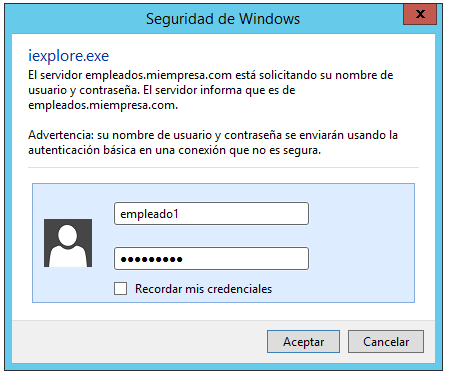 Seguridad de Windows
x
iexplore.exe
El servidor empleados.miempresa.com está solicitando su nombre de
usuario y contraseña. El servidor informa que es de
empleados.miempresa.com.
Advertencia: su nombre de usuario y contraseña se enviarán usando la
autenticación básica en una conexión que no es segura.
empleado1
•••••••••
Recordar mis credenciales
Aceptar
Cancelar